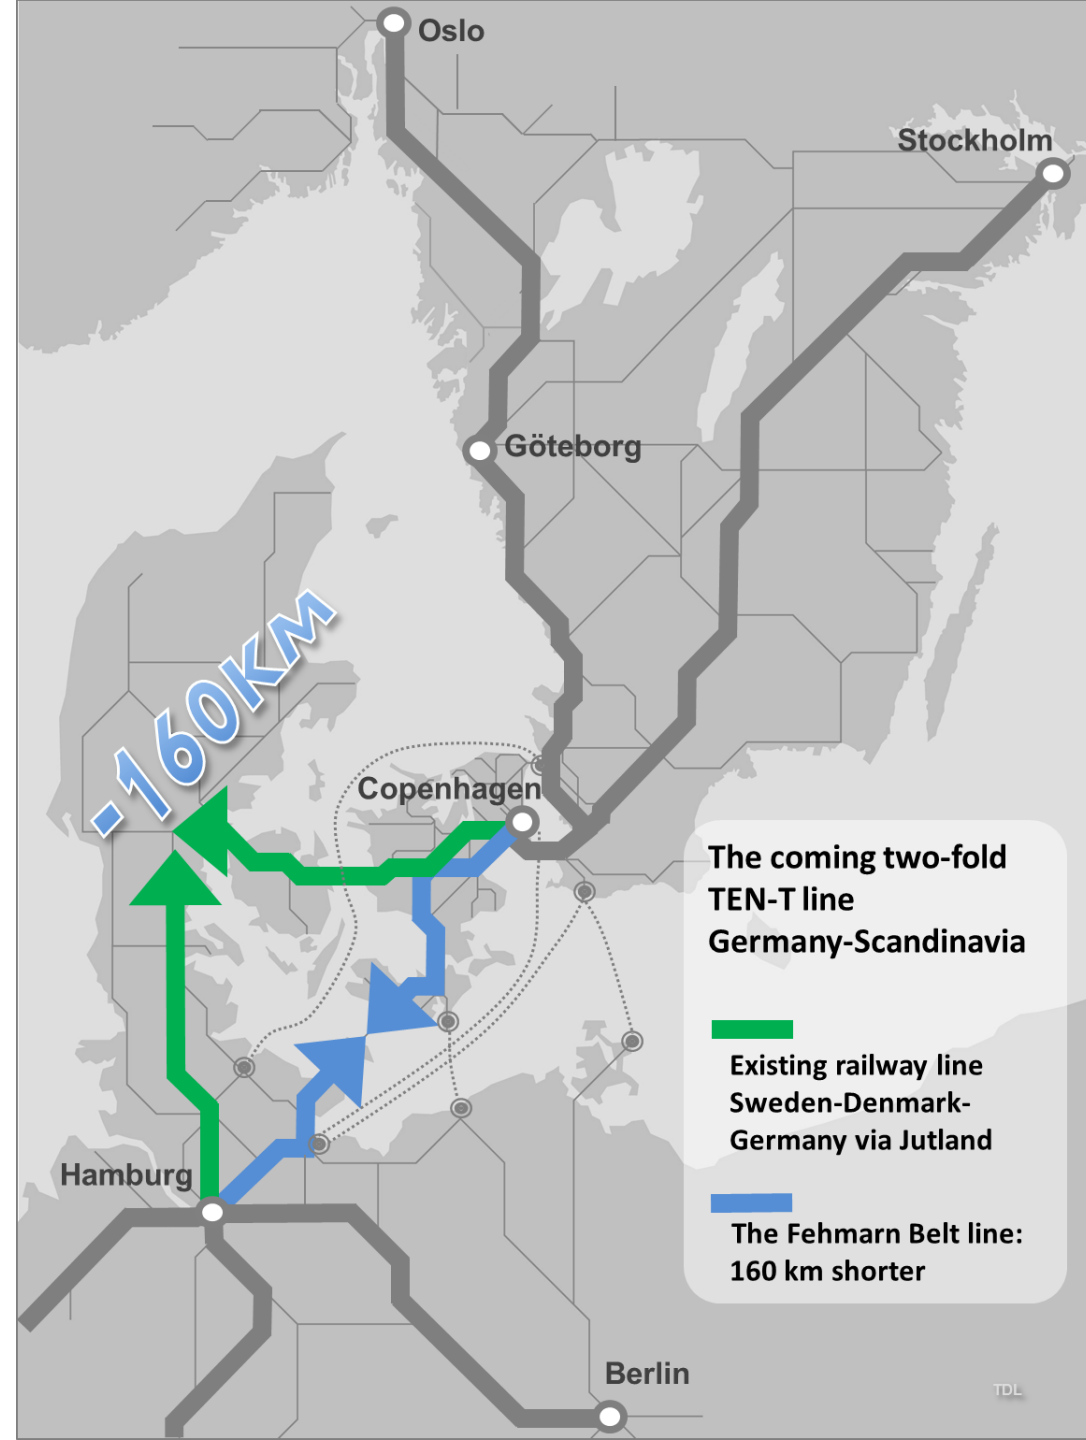 Oslo
Stockholm
Göteborg
-160KM
Copenhagen
The coming two-fold
TEN-T line
Germany-Scandinavia
Existing railway line
Sweden-Denmark-
Germany via Jutland
Hamburg
The Fehmarn Belt line:
160 km shorter
Berlin
TDL